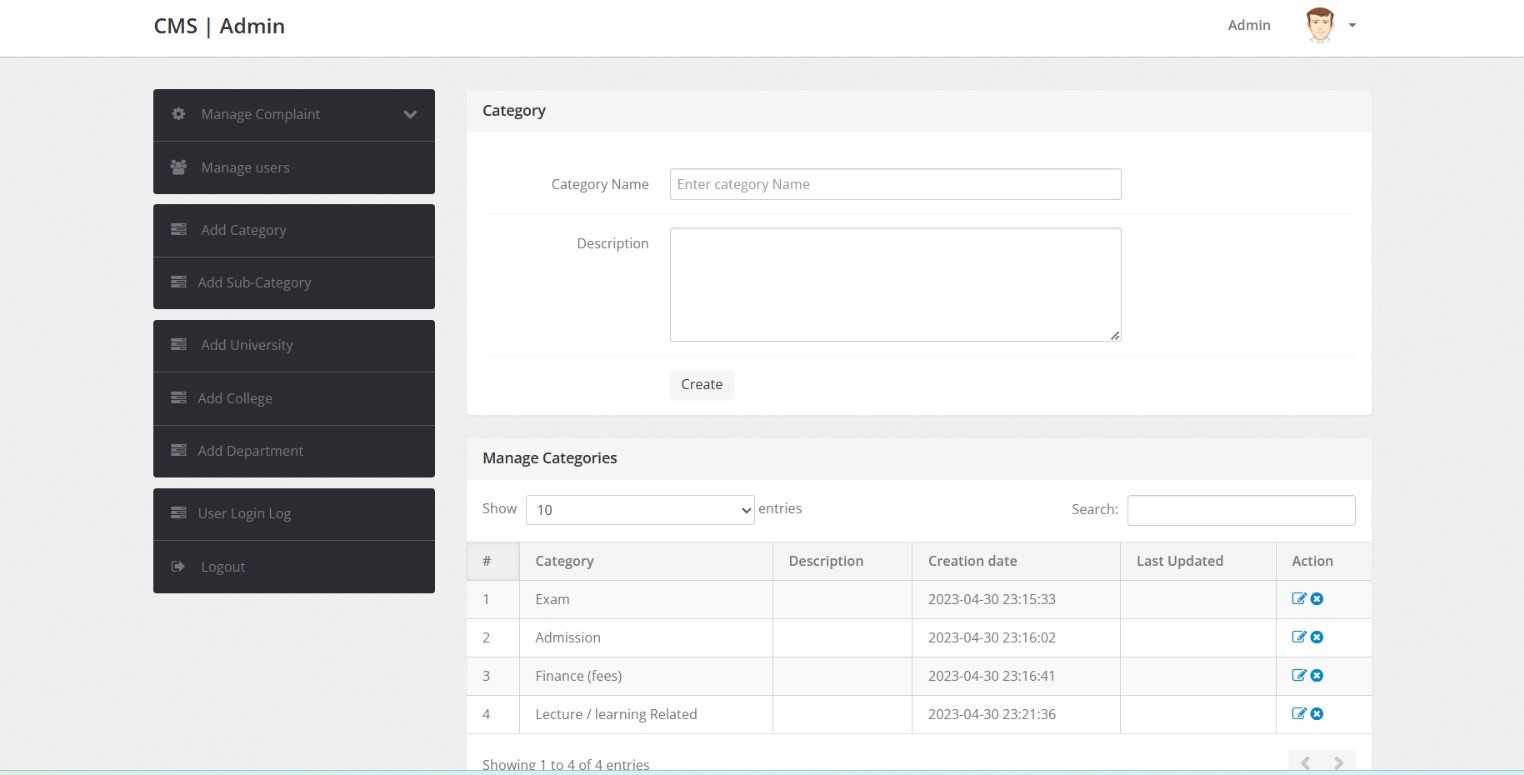 CMS | Admin
Admin
Manage Complaint
Manage users
Add Category
Add Sub-Category
Add University
Add College
Add Department
User Login Log
Logout
Category
Category Name Enter category Name
Description
Create
Manage Categories
Show 10 entries Search:
# Category Description Creation date Last Updated Action
1 Exam 2023-04-30 23:15:33
2 Admission 2023-04-30 23:16:02
3 Finance (fees) 2023-04-30 23:16:41
4 Lecture / learning Related 2023-04-30 23:21:36
Showing 1 to 4 of 4 entries